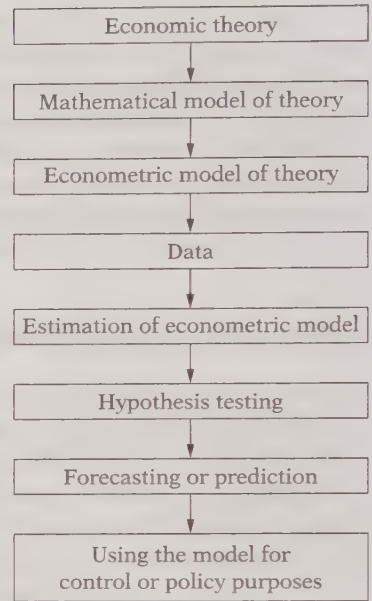 Economic theory
Mathematical model of theory
Econometric model of theory
Data
Estimation of econometric model
Hypothesis testing
Forecasting or prediction
Using the model for
control or policy purposes